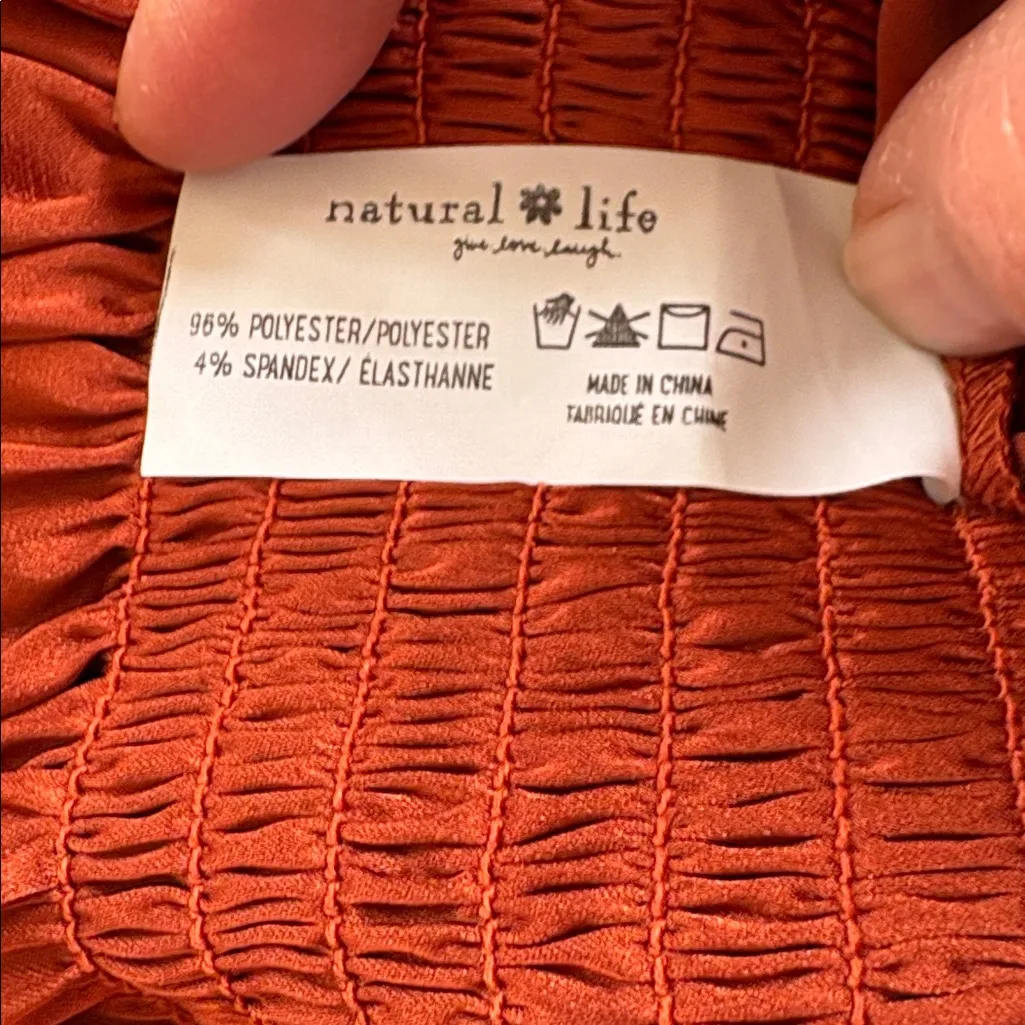 natural life
give love laugh.
96% POLYESTER/POLYESTER
4% SPANDEX/ ÉLASTHANNE
MADE IN CHINA
FABRIQUÉ EN CHINE